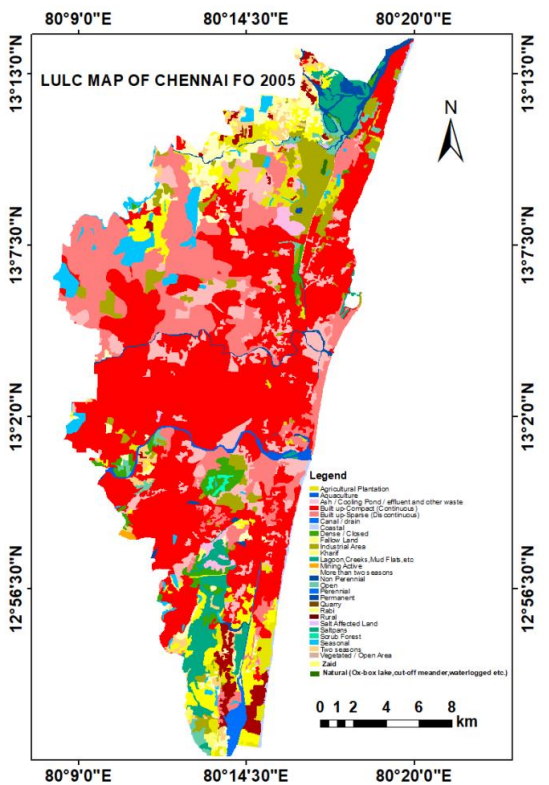 80°9'0"E 80°14'30"E 80°20'0"E
LULC MAP OF CHENNAI FO 2005
N
13°13'0"N 13°13'0"N
13°7'30"N 13°7'30"N
13°2'0"N 13°2'0"N
12°56'30"N 12°56'30"N
Legend
Agricultural Plantation
Aquaculture
Ash / Cooling Pond / effluent and other waste
Built up-Compact (Continuous)
Built up-Sparse (Discontinuous)
Canal / drain
Coastal
Dense / Closed
Fallow Land
Industrial Area
Kharif
Lagoon,Creeks,Mud Flats,etc
Mining Active
More than two seasons
Non Perennial
Open
Perennial
Permanent
Quarry
Rabi
Rural
Salt Affected Land
Saltpans
Scrub Forest
Seasonal
Two seasons
Vegetated / Open Area
Zaid
Natural (Ox-box lake,cut-off meander,waterlogged etc.)
0 1 2 4 6 8
km
80°9'0"E 80°14'30"E 80°20'0"E